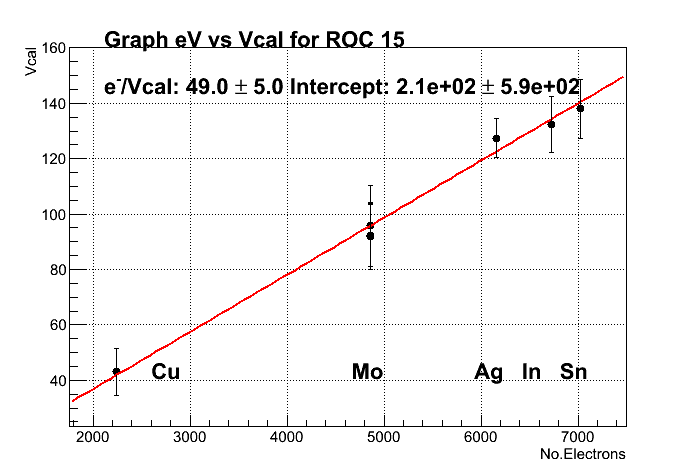 Graph eV vs Vcal for ROC 15
Vcal
160
e⁻/Vcal: 49.0 ± 5.0 Intercept: 2.1e+02 ± 5.9e+02
140
120
100
80
60
40
Cu Mo Ag In Sn
2000 3000 4000 5000 6000 7000
No.Electrons